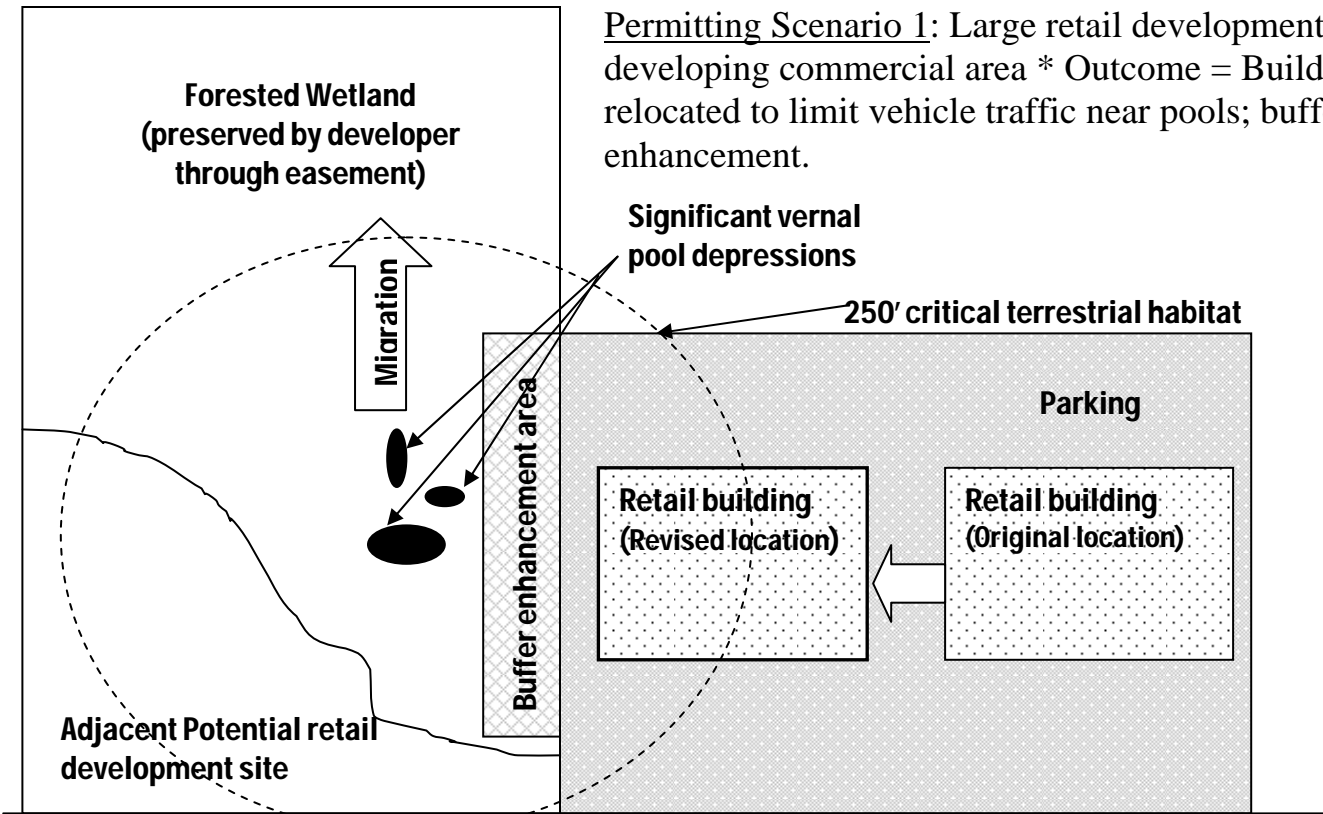 Permitting Scenario 1: Large retail development
developing commercial area * Outcome = Build
relocated to limit vehicle traffic near pools; buff
enhancement.
Forested Wetland
(preserved by developer
through easement)
Significant vernal
pool depressions
250′ critical terrestrial habitat
Migration
Parking
Buffer enhancement area
Retail building
(Revised location)
Retail building
(Original location)
Adjacent Potential retail
development site